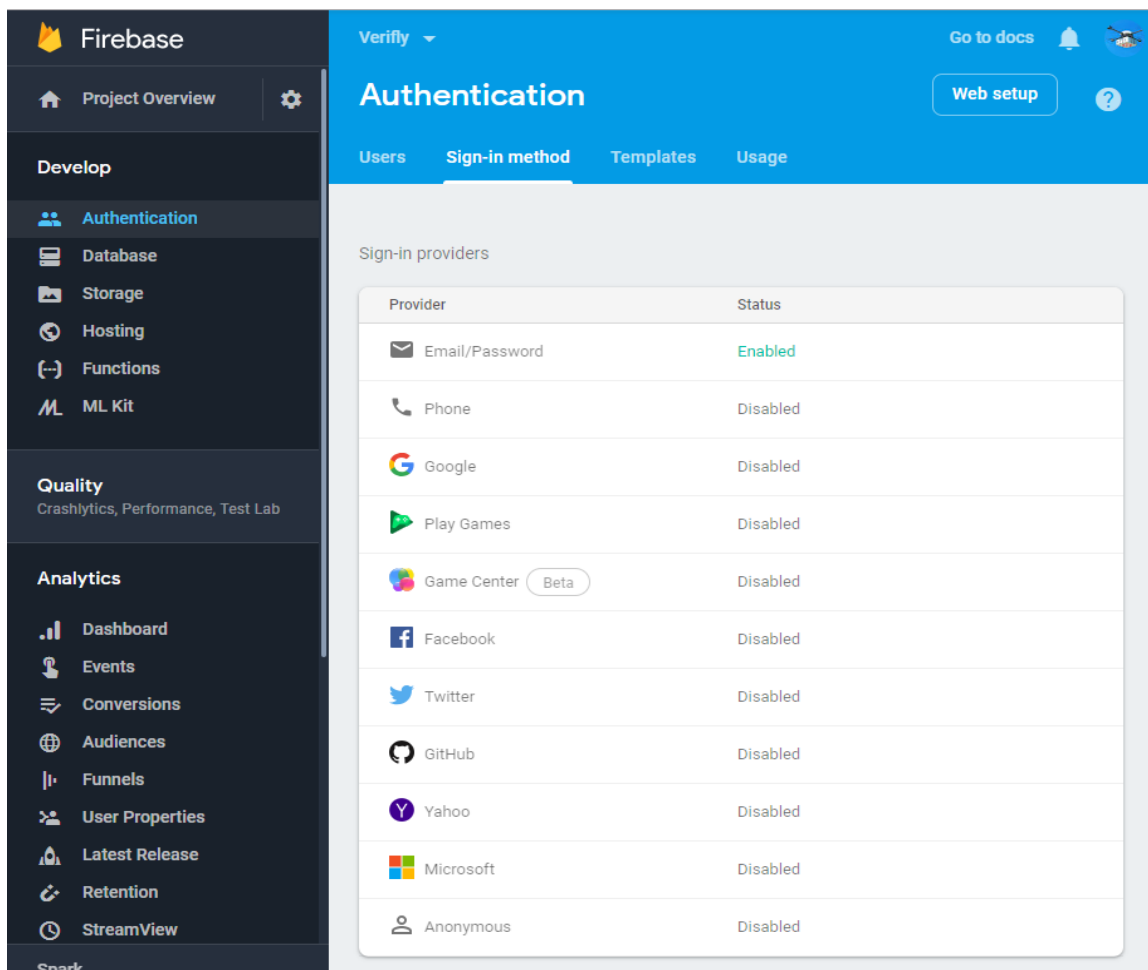 Firebase
Project Overview
Develop
Authentication
Database
Storage
Hosting
Functions
ML Kit
Quality
Crashlytics, Performance, Test Lab
Analytics
Dashboard
Events
Conversions
Audiences
Funnels
User Properties
Latest Release
Retention
StreamView
Spark
Verifly
Go to docs
Authentication
Web setup
?
Users Sign-in method Templates Usage
Sign-in providers
Provider Status
Email/Password Enabled
Phone Disabled
Google Disabled
Play Games Disabled
Game Center Beta Disabled
Facebook Disabled
Twitter Disabled
GitHub Disabled
Yahoo Disabled
Microsoft Disabled
Anonymous Disabled